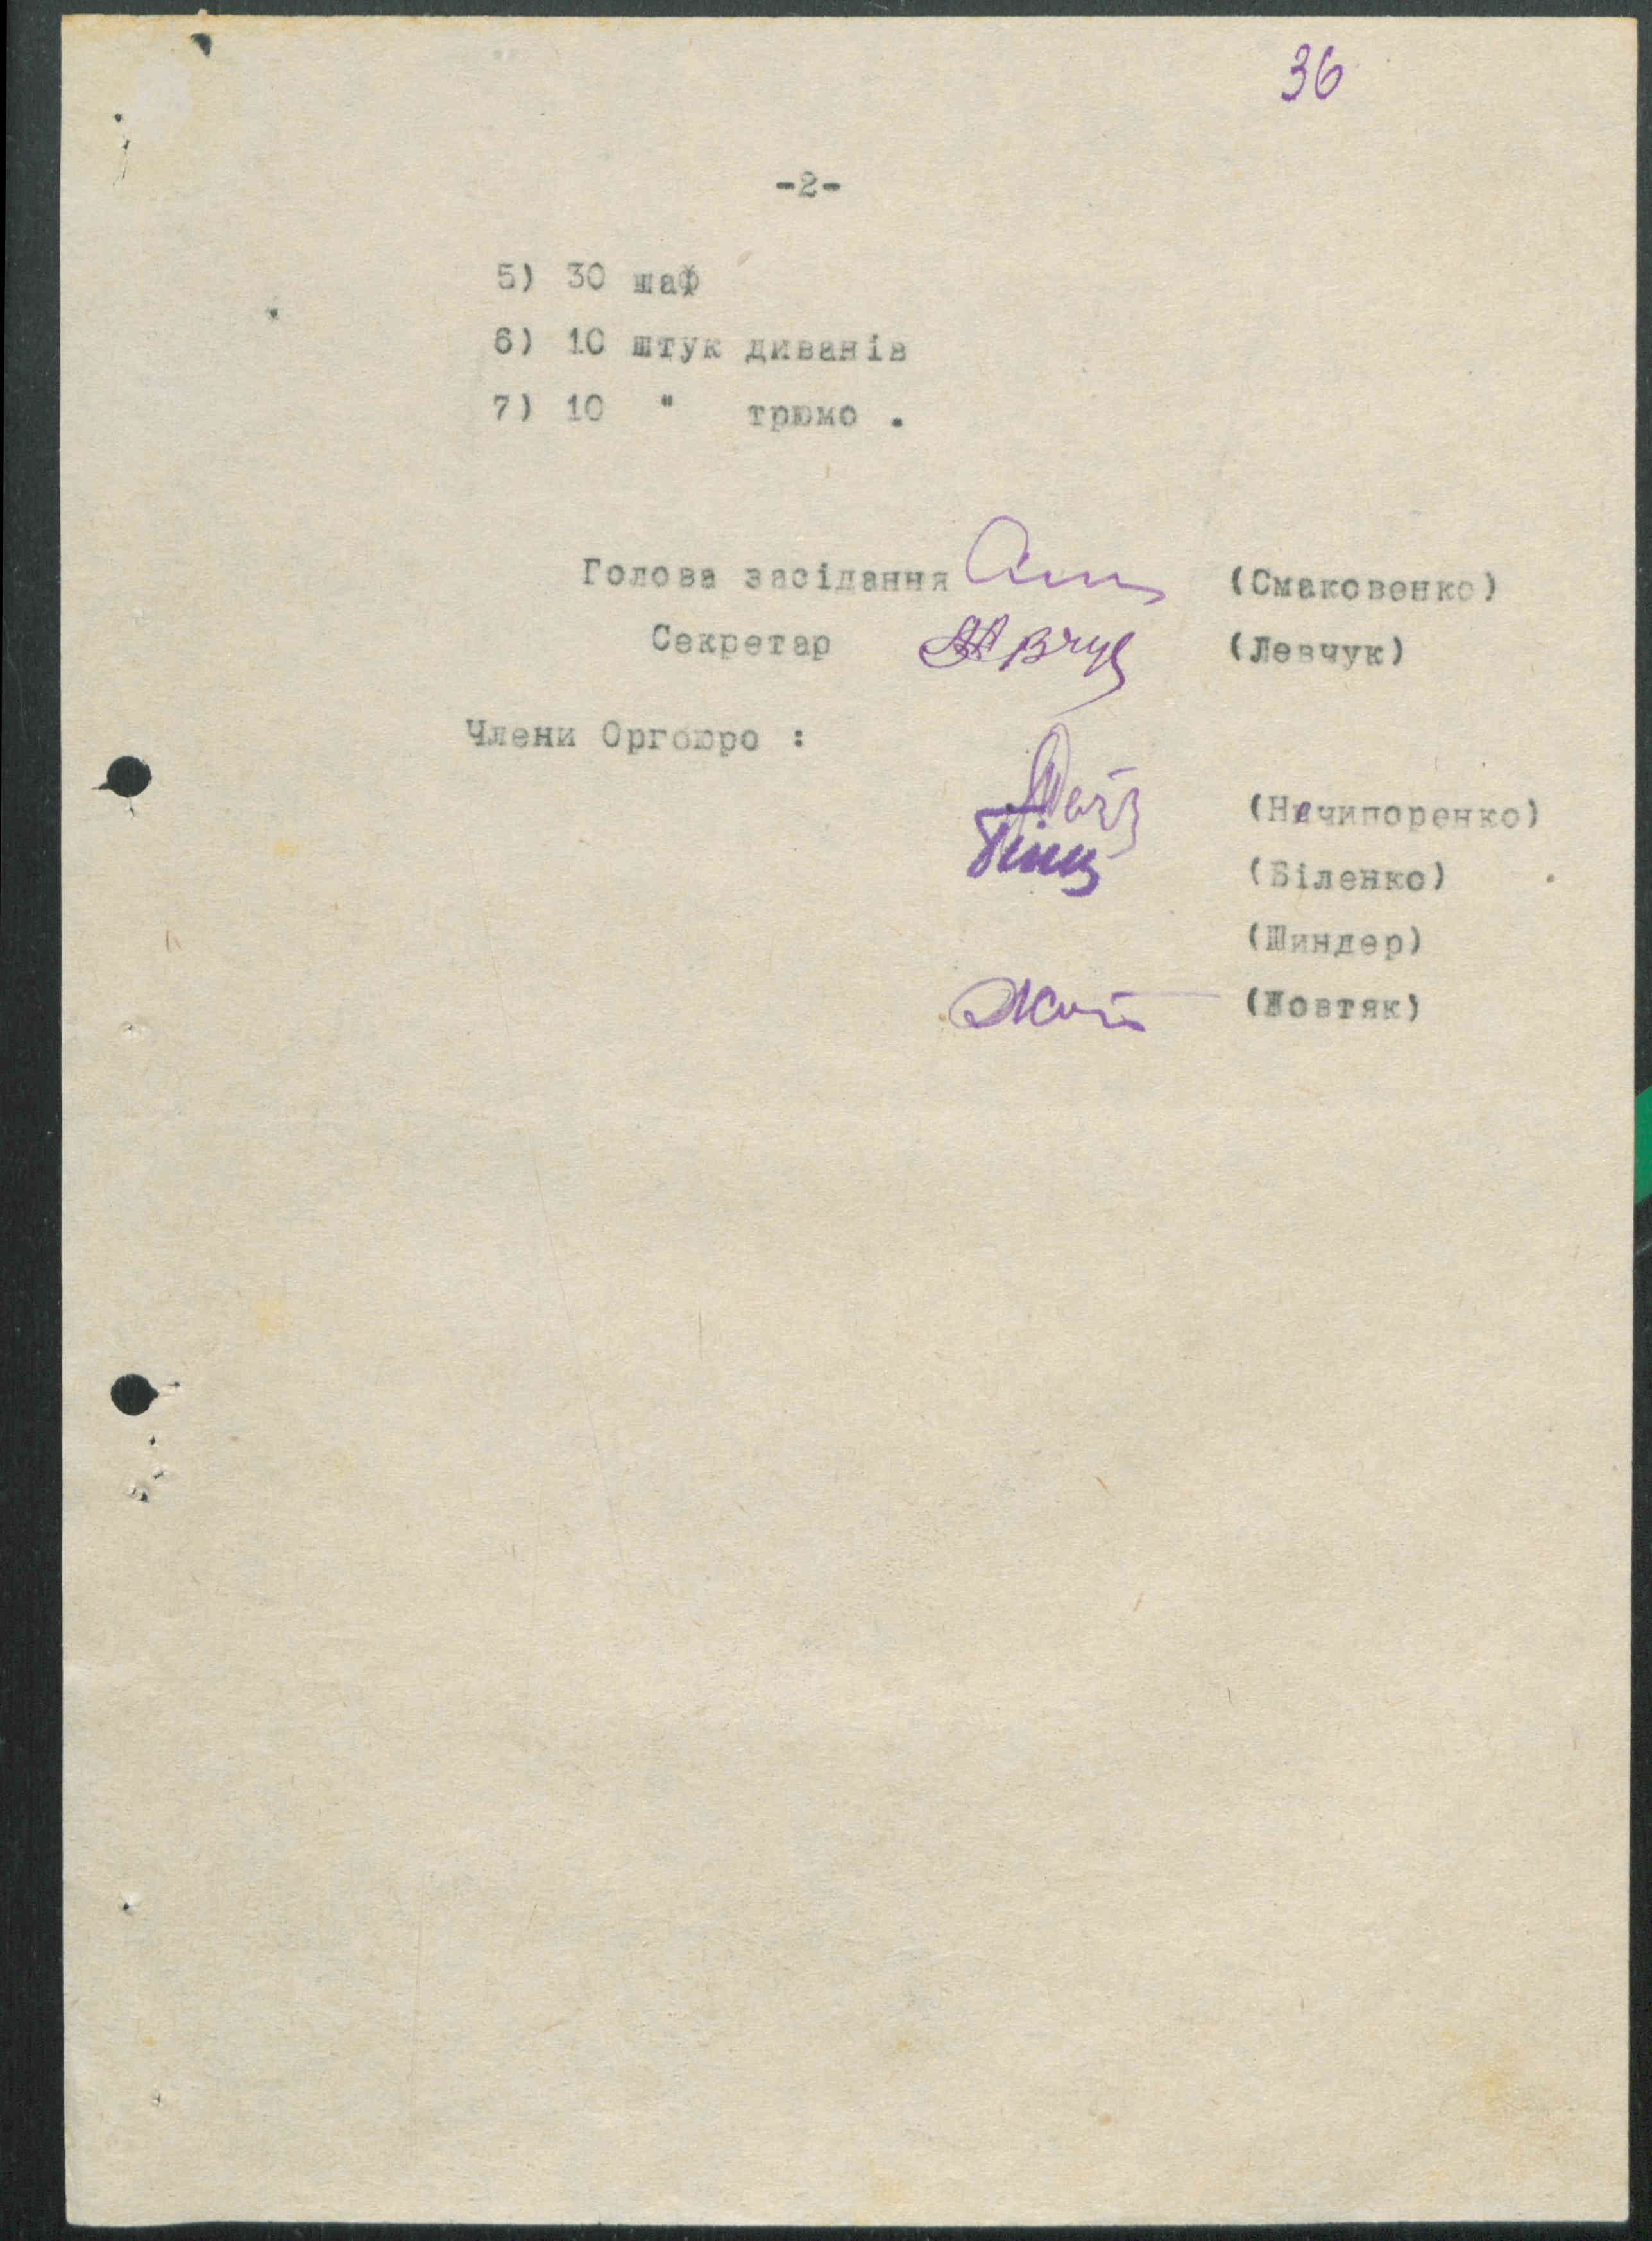 36
-2-
5) 30 шаф
6) 10 штук диванів
7) 10 " трюмо .
Голова засідання (Смаковенко)
Секретар (Левчук)
Члени Оргбюро :
(Нечипоренко)
(Біленко)
(Шиндер)
(Жовтяк)